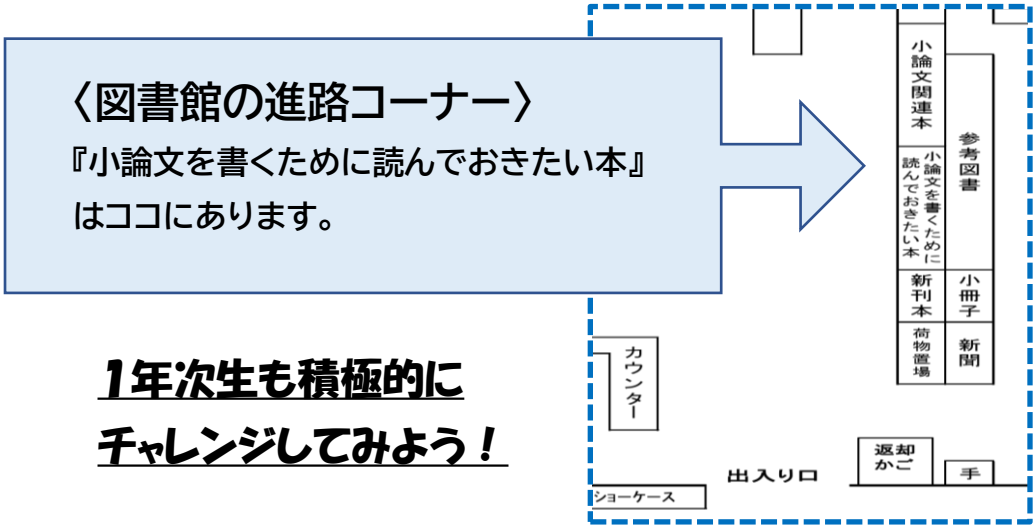 〈図書館の進路コーナー〉
『小論文を書くために読んでおきたい本』
はココにあります。
1年次生も積極的に
チャレンジしてみよう！
小論文関連本
参考図書
小論文を書くために
読んでおきたい本
新刊本
小冊子
荷物置場
新聞
カウンター
返却
かご
手
出入り口
ショーケース